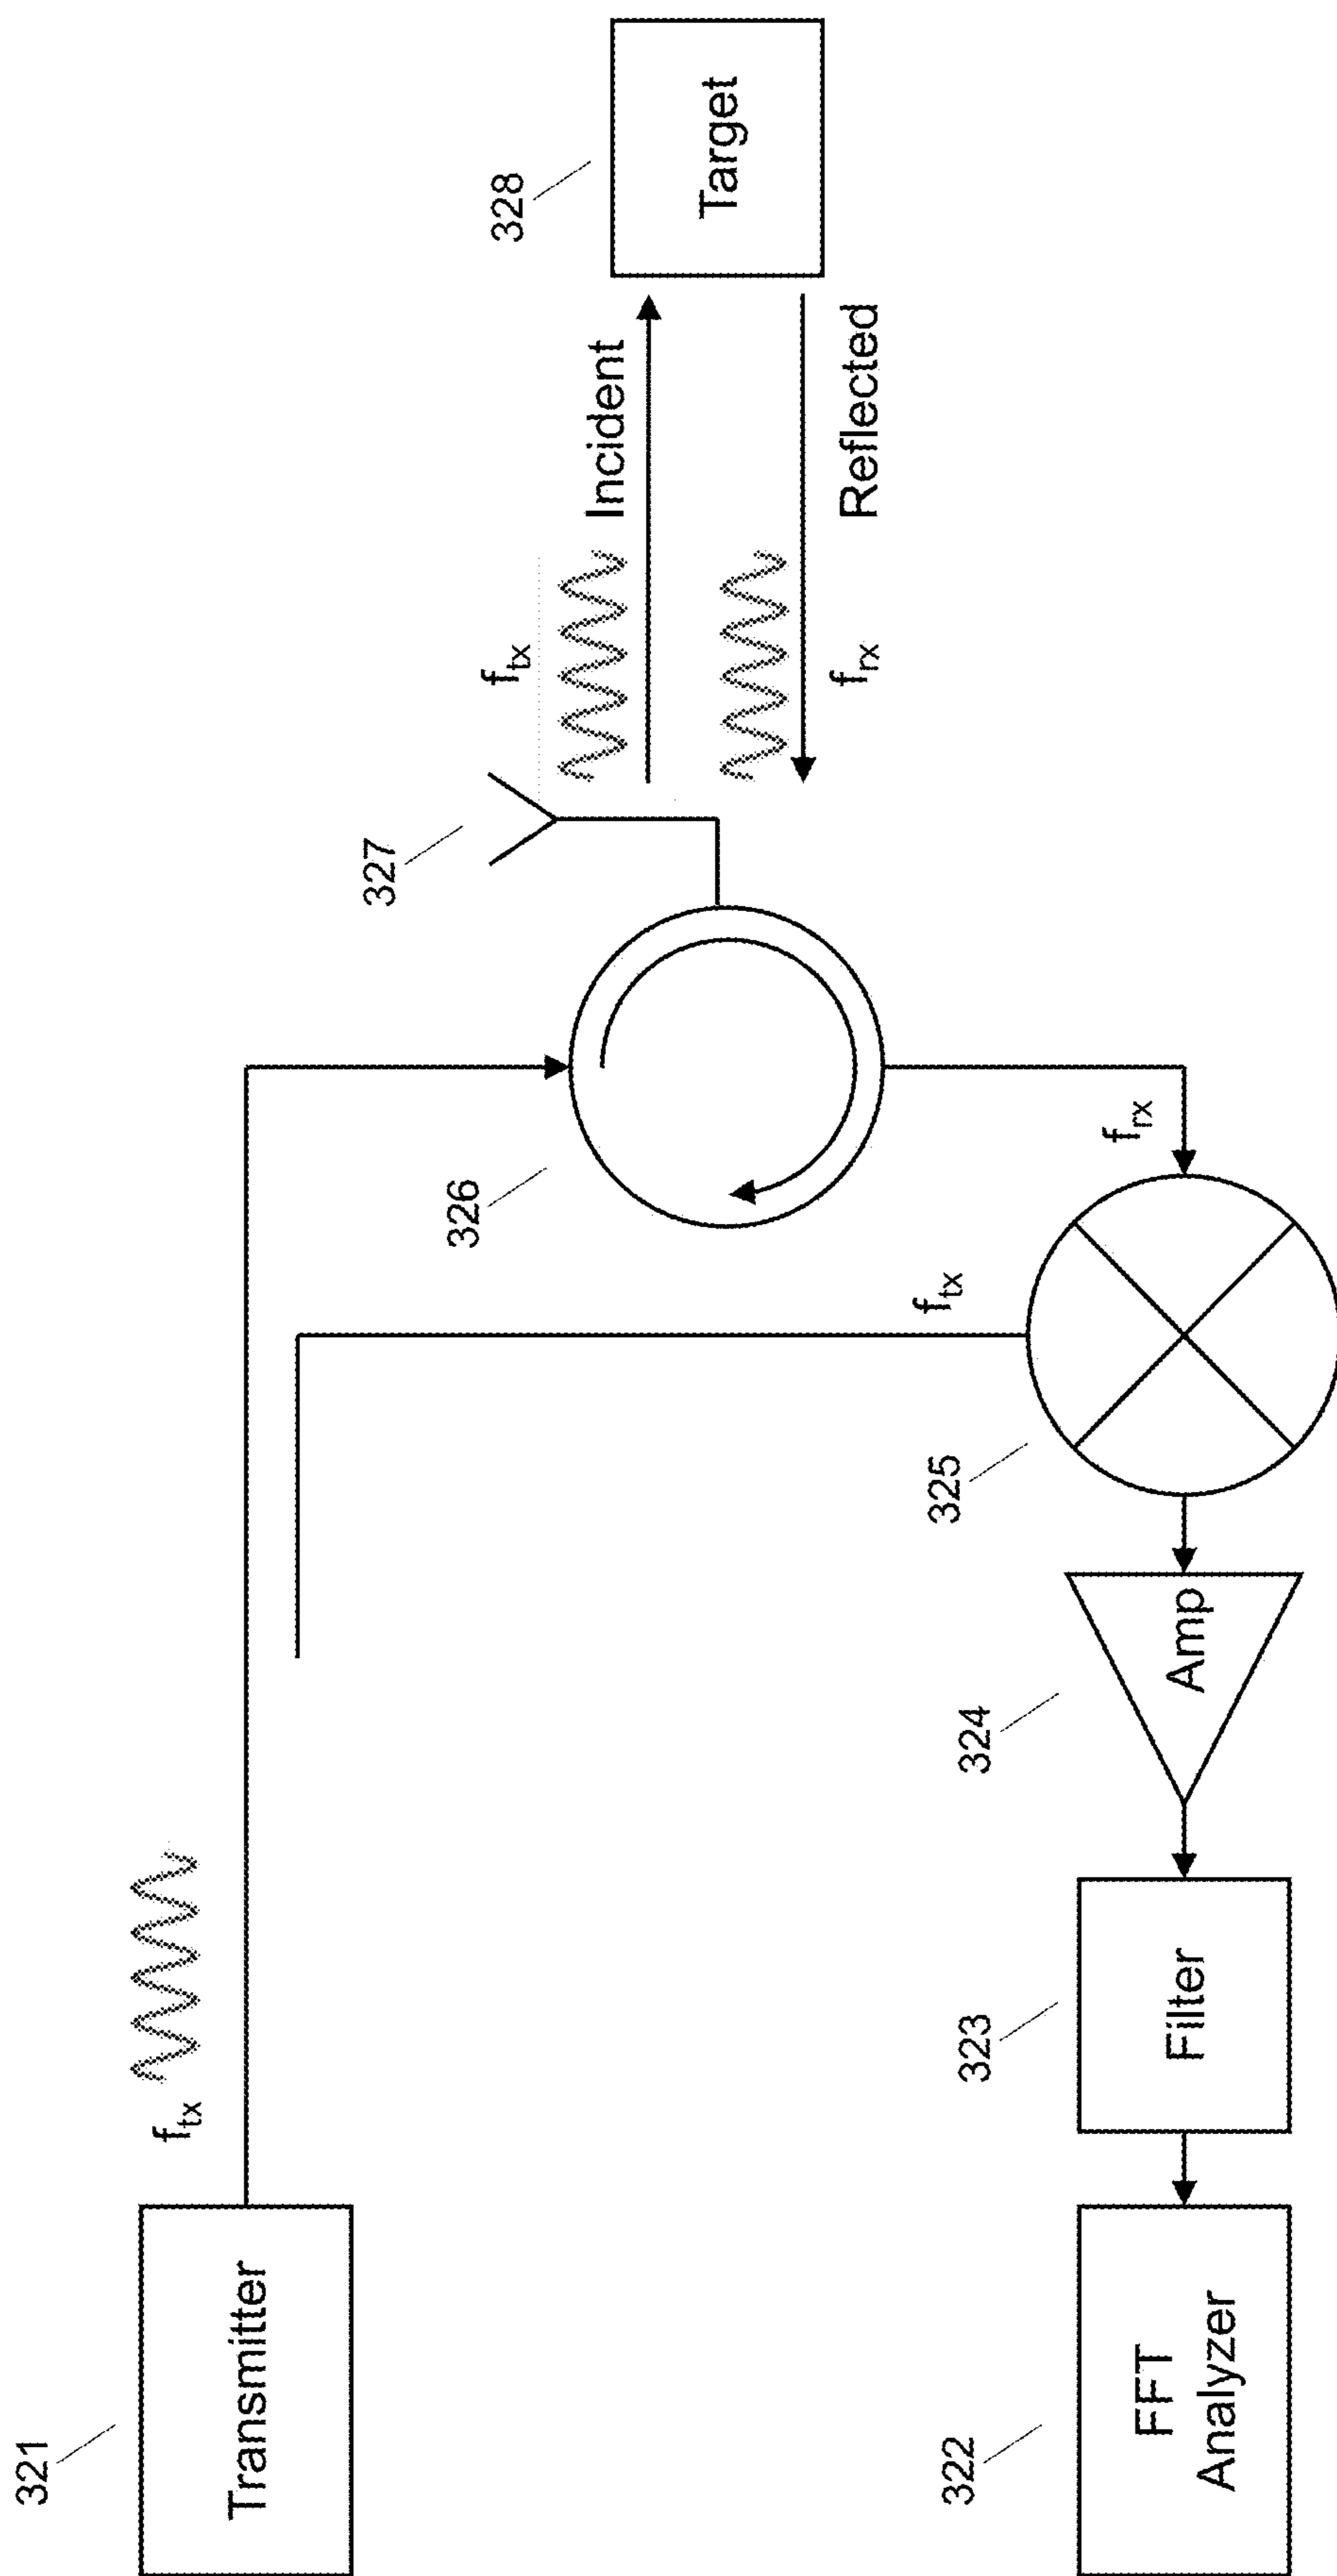 321
Transmitter
f_tx
327
f_tx
Incident
328
Target
f_rx
Reflected
326
f_tx
f_rx
322
FFT
Analyzer
323
Filter
324
Amp
325